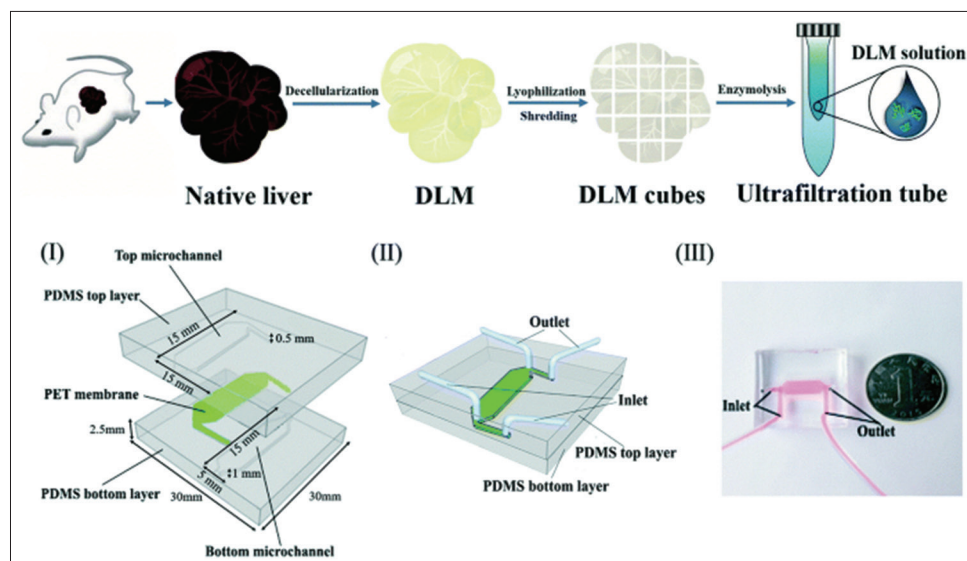 Decellularization
Lyophilization
Shredding
Enzymolysis
DLM solution
Native liver
DLM
DLM cubes
Ultrafiltration tube
(I)
Top microchannel
PDMS top layer
15 mm
0.5 mm
15 mm
PET membrane
2.5mm
15 mm
5 mm
1 mm
PDMS bottom layer
30mm
30mm
Bottom microchannel
(II)
Outlet
Inlet
PDMS top layer
PDMS bottom layer
(III)
Inlet
Outlet
1
2015